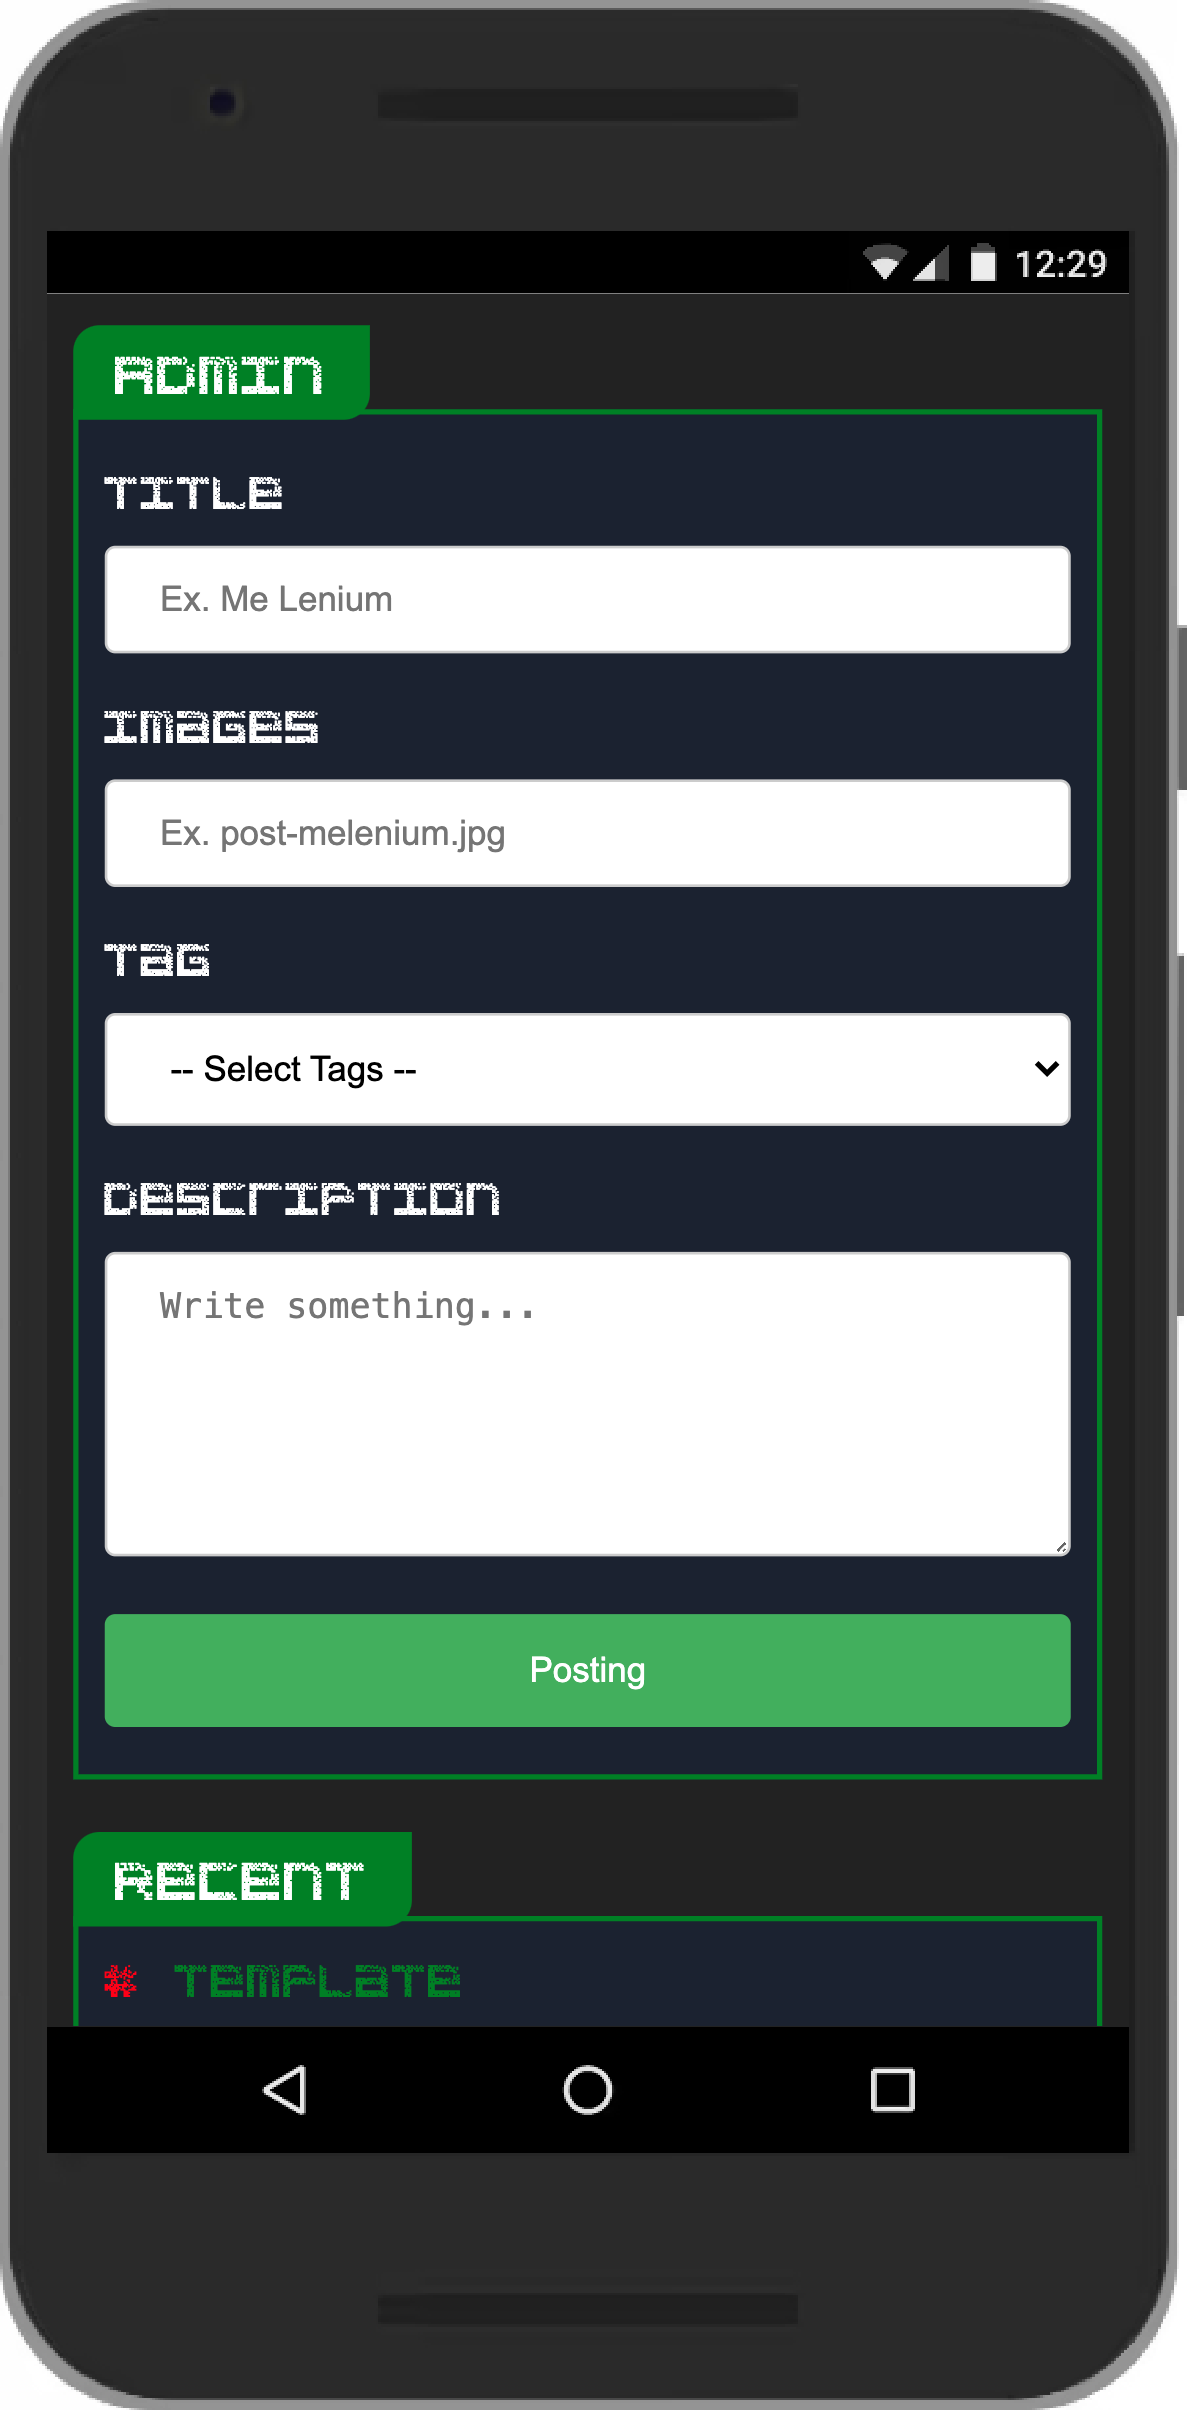 12:29
ADMIN
TITLE
Ex. Me Lenium
IMAGES
Ex. post-melenium.jpg
TAG
-- Select Tags --
DESCRIPTION
Write something...
Posting
RECENT
# TEMPLATE